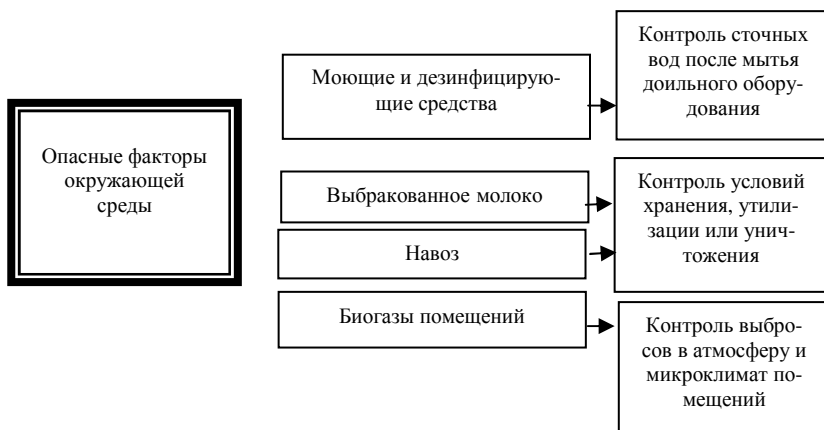 Опасные факторы
окружающей
среды
Моющие и дезинфицирую-
щие средства
Контроль сточных
вод после мытья
доильного обору-
дования
Выбракованное молоко
Навоз
Контроль условий
хранения, утили-
зации или унич-
тожения
Биогазы помещений
Контроль выбро-
сов в атмосферу и
микроклимат по-
мещений